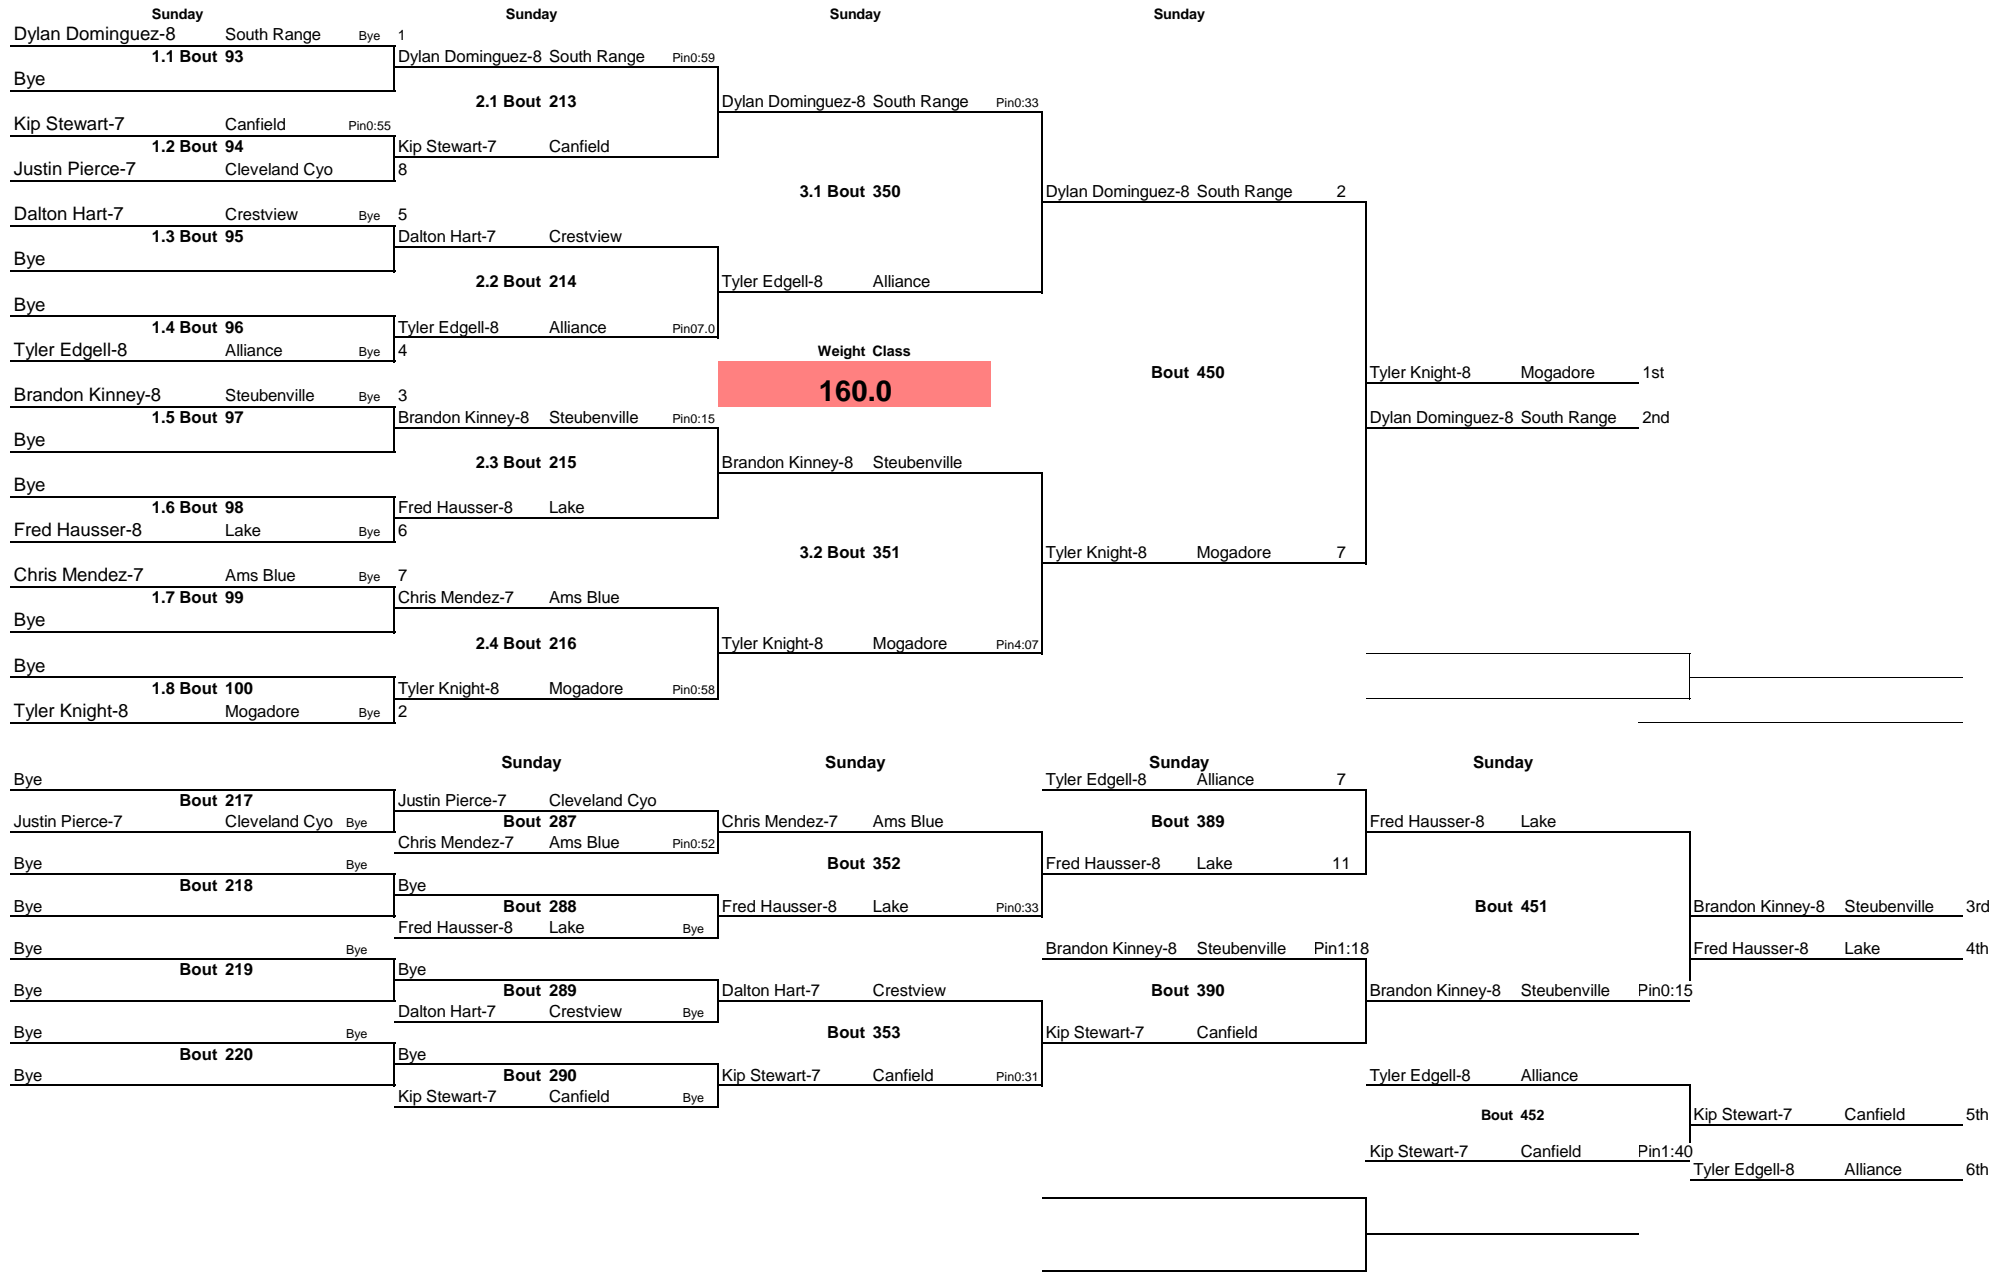 Sunday Sunday Sunday Sunday
Dylan Dominguez-8 South Range Bye 1
1.1 Bout 93 Dylan Dominguez-8 South Range Pin0:59
Bye
2.1 Bout 213 Dylan Dominguez-8 South Range Pin0:33
Kip Stewart-7 Canfield Pin0:55
1.2 Bout 94 Kip Stewart-7 Canfield
Justin Pierce-7 Cleveland Cyo 8
3.1 Bout 350 Dylan Dominguez-8 South Range 2
Dalton Hart-7 Crestview Bye 5
1.3 Bout 95 Dalton Hart-7 Crestview
Bye
2.2 Bout 214 Tyler Edgell-8 Alliance
Bye
1.4 Bout 96 Tyler Edgell-8 Alliance Pin07.0
Tyler Edgell-8 Alliance Bye 4 Weight Class
Bout 450 Tyler Knight-8 Mogadore 1st
160.0
Brandon Kinney-8 Steubenville Bye 3
1.5 Bout 97 Brandon Kinney-8 Steubenville Pin0:15 Dylan Dominguez-8 South Range 2nd
Bye
2.3 Bout 215 Brandon Kinney-8 Steubenville
Bye
1.6 Bout 98 Fred Hausser-8 Lake
Fred Hausser-8 Lake Bye 6
3.2 Bout 351 Tyler Knight-8 Mogadore 7
Chris Mendez-7 Ams Blue Bye 7
1.7 Bout 99 Chris Mendez-7 Ams Blue
Bye
2.4 Bout 216 Tyler Knight-8 Mogadore Pin4:07
Bye
1.8 Bout 100 Tyler Knight-8 Mogadore Pin0:58
Tyler Knight-8 Mogadore Bye 2
Sunday Sunday Sunday Sunday
Bye Tyler Edgell-8 Alliance 7
Bout 217 Justin Pierce-7 Cleveland Cyo
Justin Pierce-7 Cleveland Cyo Bye Bout 287 Chris Mendez-7 Ams Blue Bout 389 Fred Hausser-8 Lake
Chris Mendez-7 Ams Blue Pin0:52
Bye Bye Bout 352 Fred Hausser-8 Lake 11
Bout 218 Bye
Bye Bout 288 Fred Hausser-8 Lake Pin0:33 Bout 451 Brandon Kinney-8 Steubenville 3rd
Fred Hausser-8 Lake Bye
Bye Bye Brandon Kinney-8 Steubenville Pin1:18 Fred Hausser-8 Lake 4th
Bout 219 Bye
Bye Bout 289 Dalton Hart-7 Crestview Bout 390 Brandon Kinney-8 Steubenville Pin0:15
Dalton Hart-7 Crestview Bye
Bye Bye Bout 353 Kip Stewart-7 Canfield
Bout 220 Bye
Bye Bout 290 Kip Stewart-7 Canfield Pin0:31 Tyler Edgell-8 Alliance
Kip Stewart-7 Canfield Bye
Bout 452 Kip Stewart-7 Canfield 5th
Kip Stewart-7 Canfield Pin1:40
Tyler Edgell-8 Alliance 6th